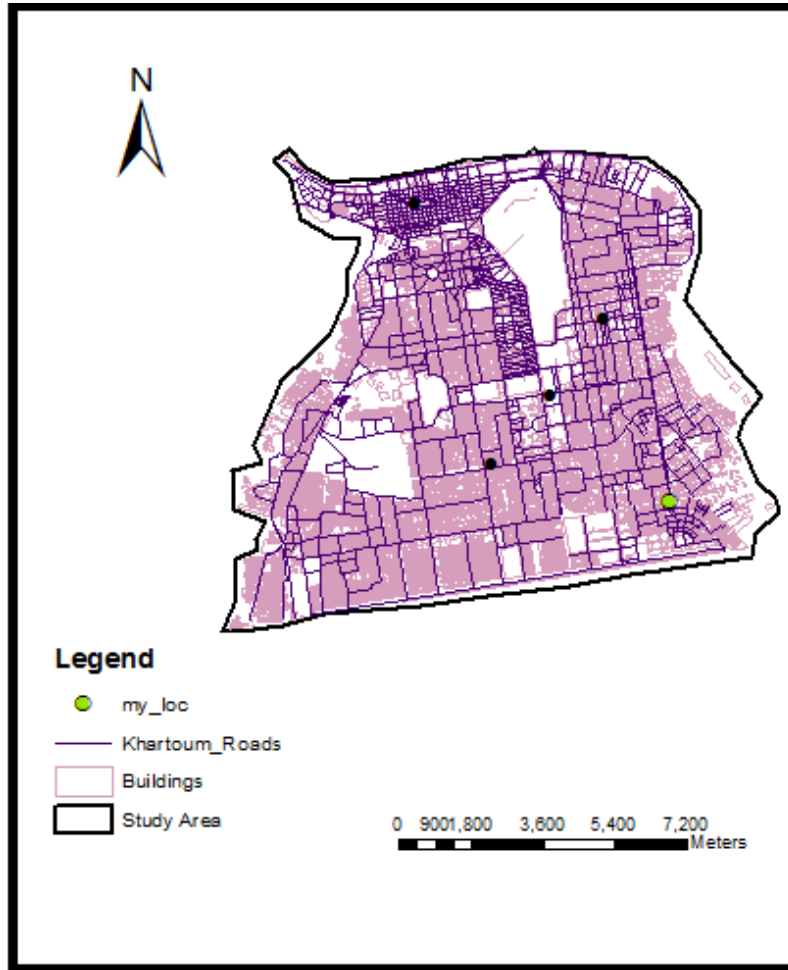 N
Legend
my_loc
Khartoum_Roads
Buildings
Study Area
0 9001,800 3,600 5,400 7,200
Meters